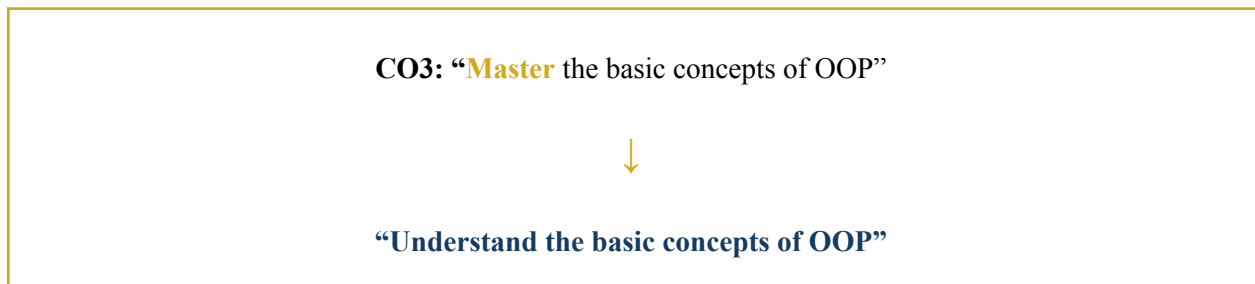 CO3: “Master the basic concepts of OOP”
↓
“Understand the basic concepts of OOP”